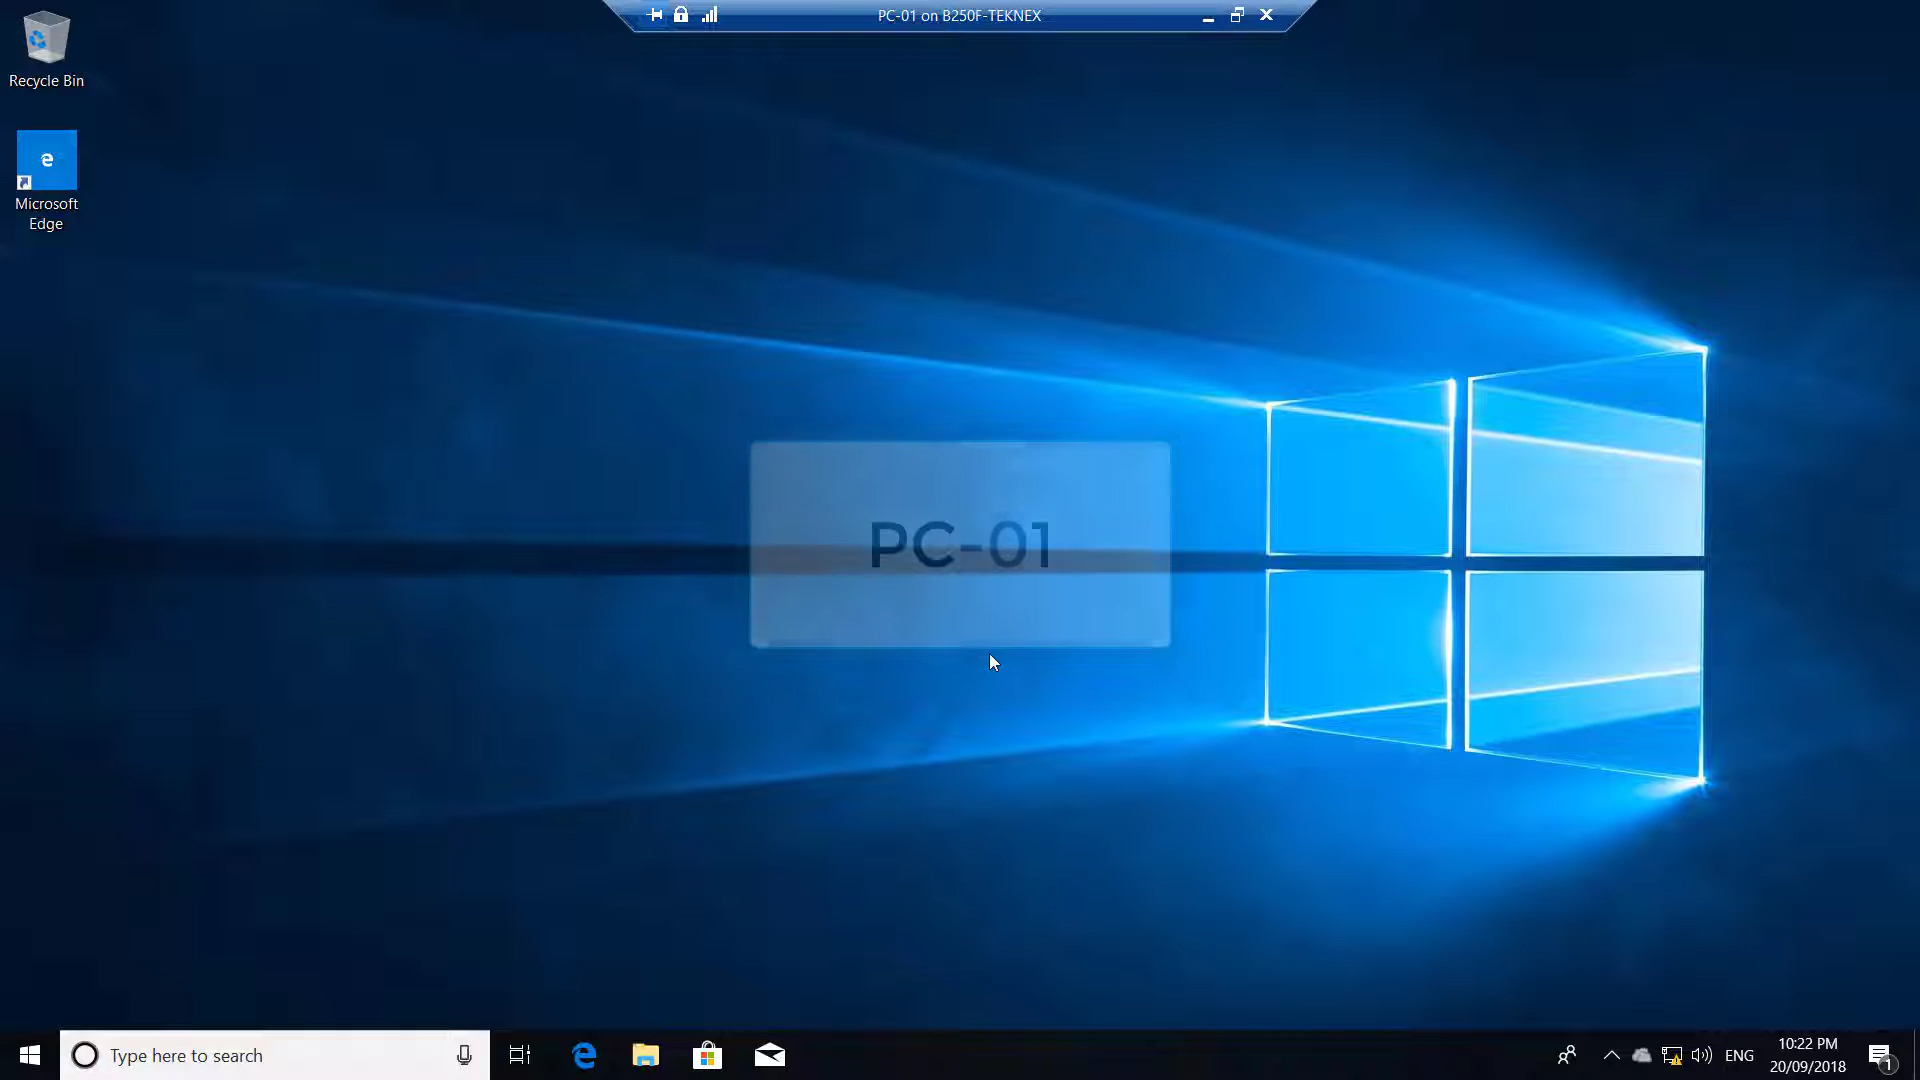 PC-01 on B250F-TEKNEX
Recycle Bin
Microsoft
Edge
PC-01
Type here to search
ENG
10:22 PM
20/09/2018
1